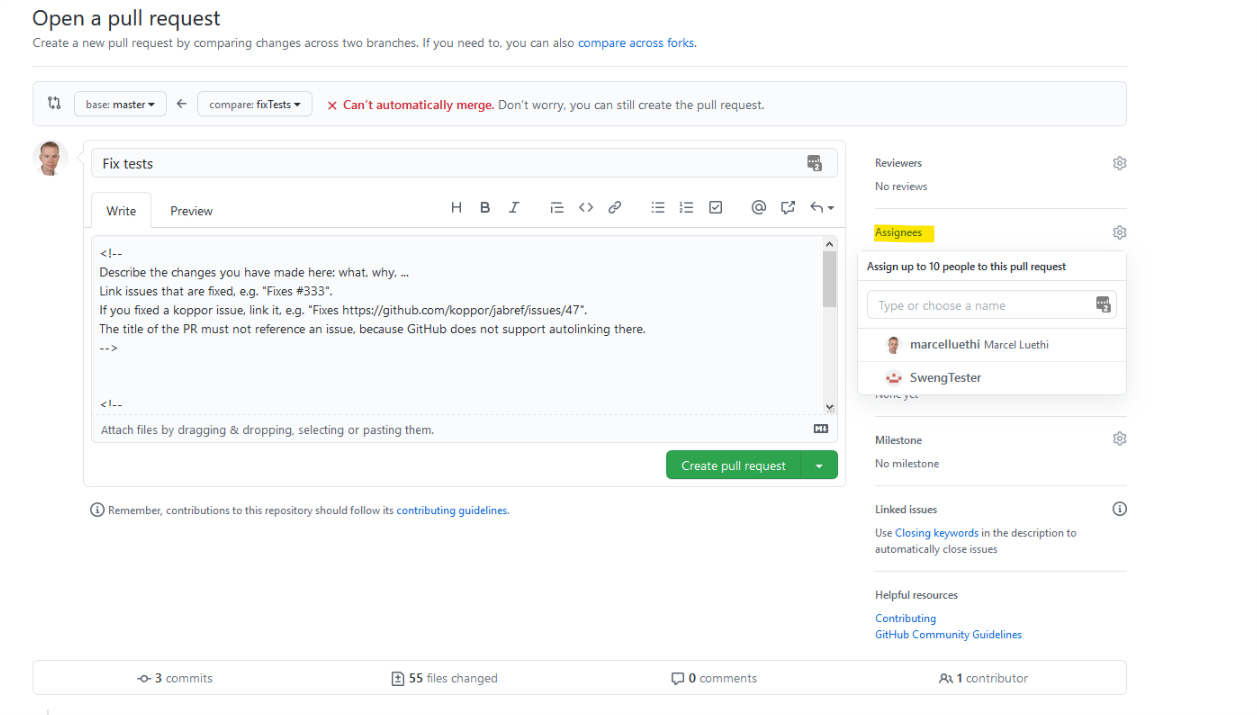 Open a pull request
Create a new pull request by comparing changes across two branches. If you need to, you can also compare across forks.
base: master
compare: fixTests
Can't automatically merge. Don't worry, you can still create the pull request.
Fix tests
Write
Preview
<!--
Describe the changes you have made here: what, why, ...
Link issues that are fixed, e.g. "Fixes #333".
If you fixed a koppor issue, link it, e.g. "Fixes https://github.com/koppor/jabref/issues/47".
The title of the PR must not reference an issue, because GitHub does not support autolinking there.
-->
<!--
Attach files by dragging & dropping, selecting or pasting them.
Create pull request
Remember, contributions to this repository should follow its contributing guidelines.
Reviewers
No reviews
Assignees
Assign up to 10 people to this pull request
Type or choose a name
marcelluethi Marcel Luethi
SwengTester
None yet
Milestone
No milestone
Linked issues
Use Closing keywords in the description to
automatically close issues
Helpful resources
Contributing
GitHub Community Guidelines
3 commits
55 files changed
0 comments
1 contributor